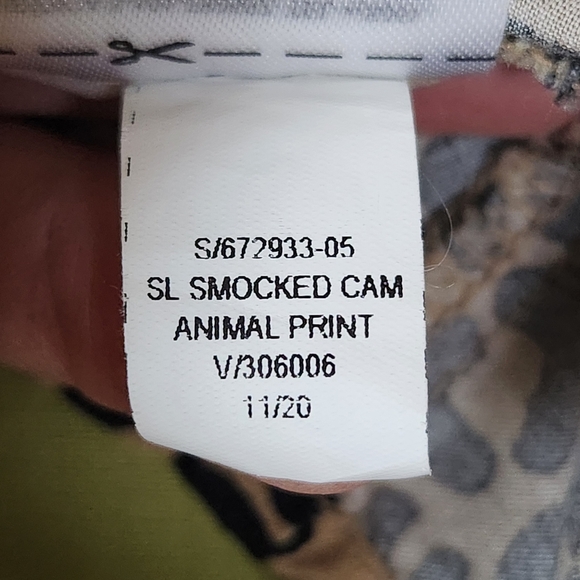 S/672933-05
SL SMOCKED CAM
ANIMAL PRINT
V/306006
11/20